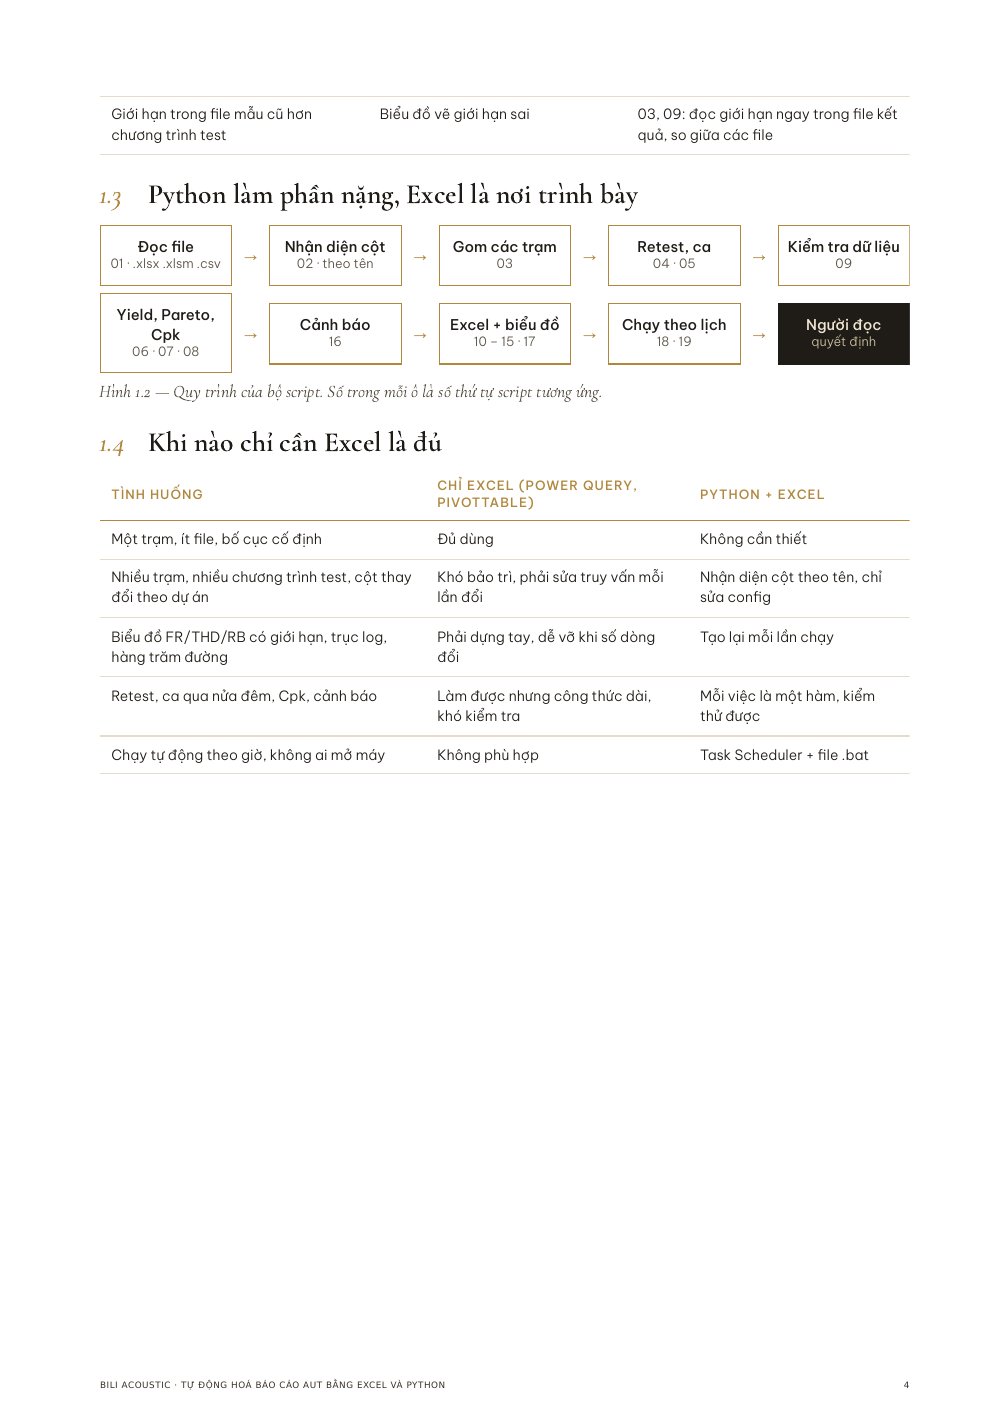 Giới hạn trong file mẫu cũ hơn
chương trình test
Biểu đồ vẽ giới hạn sai
03, 09: đọc giới hạn ngay trong file kết
quả, so giữa các file
1.3 Python làm phần nặng, Excel là nơi trình bày
Đọc file
01 · .xlsx .xlsm .csv
→
Nhận diện cột
02 · theo tên
→
Gom các trạm
03
→
Retest, ca
04 · 05
→
Kiểm tra dữ liệu
09
Yield, Pareto,
Cpk
06 · 07 · 08
→
Cảnh báo
16
→
Excel + biểu đồ
10 – 15 · 17
→
Chạy theo lịch
18 · 19
→
Người đọc
quyết định
Hình 1.2 — Quy trình của bộ script. Số trong mỗi ô là số thứ tự script tương ứng.
1.4 Khi nào chỉ cần Excel là đủ
TÌNH HUỐNG
CHỈ EXCEL (POWER QUERY,
PIVOTTABLE)
PYTHON + EXCEL
Một trạm, ít file, bố cục cố định
Đủ dùng
Không cần thiết
Nhiều trạm, nhiều chương trình test, cột thay
đổi theo dự án
Khó bảo trì, phải sửa truy vấn mỗi
lần đổi
Nhận diện cột theo tên, chỉ
sửa config
Biểu đồ FR/THD/RB có giới hạn, trục log,
hàng trăm đường
Phải dựng tay, dễ vỡ khi số dòng
đổi
Tạo lại mỗi lần chạy
Retest, ca qua nửa đêm, Cpk, cảnh báo
Làm được nhưng công thức dài,
khó kiểm tra
Mỗi việc là một hàm, kiểm
thử được
Chạy tự động theo giờ, không ai mở máy
Không phù hợp
Task Scheduler + file .bat
BILI ACOUSTIC · TỰ ĐỘNG HOÁ BÁO CÁO AUT BẰNG EXCEL VÀ PYTHON
4